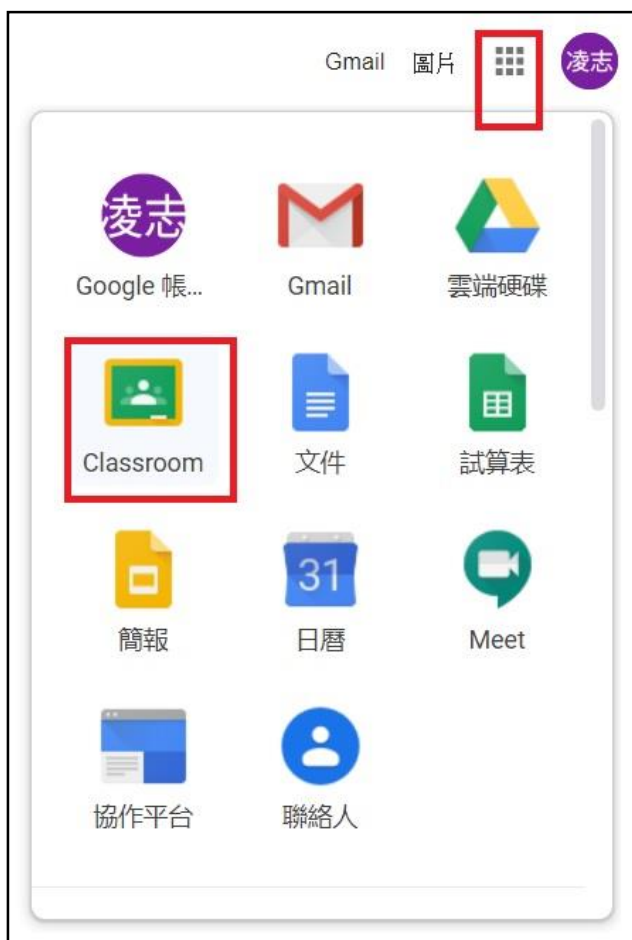 Gmail 圖片 凌志
凌志
Google 帳... Gmail 雲端硬碟
Classroom 文件 試算表
31
簡報 日曆 Meet
協作平台 聯絡人